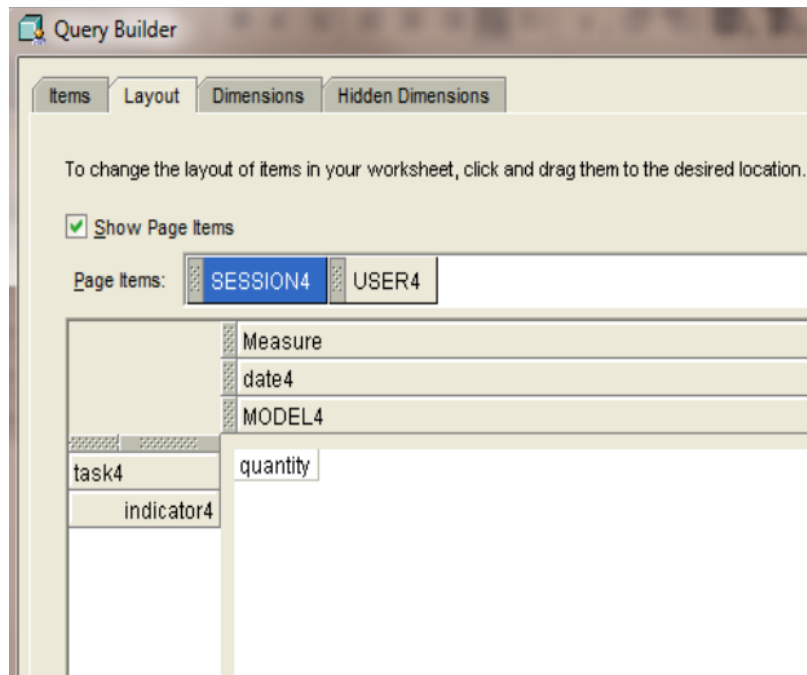 Query Builder
Items Layout Dimensions Hidden Dimensions
To change the layout of items in your worksheet, click and drag them to the desired location.
Show Page Items
Page Items: SESSION4 USER4
Measure
date4
MODEL4
task4 quantity
indicator4